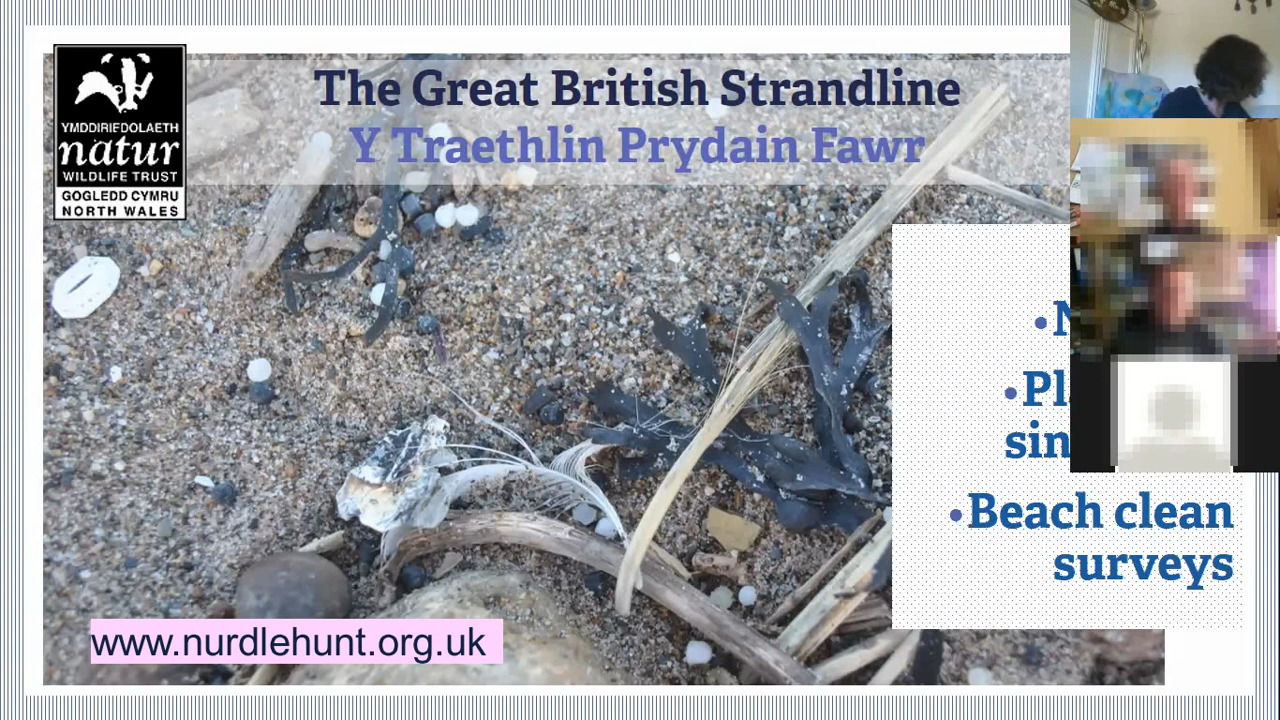 The Great British Strandline
Y Traethlin Prydain Fawr
YMDDIRIEDOLAETH
natur
WILDLIFE TRUST
GOGLEDD CYMRU
NORTH WALES
•Beach clean
surveys
www.nurdlehunt.org.uk